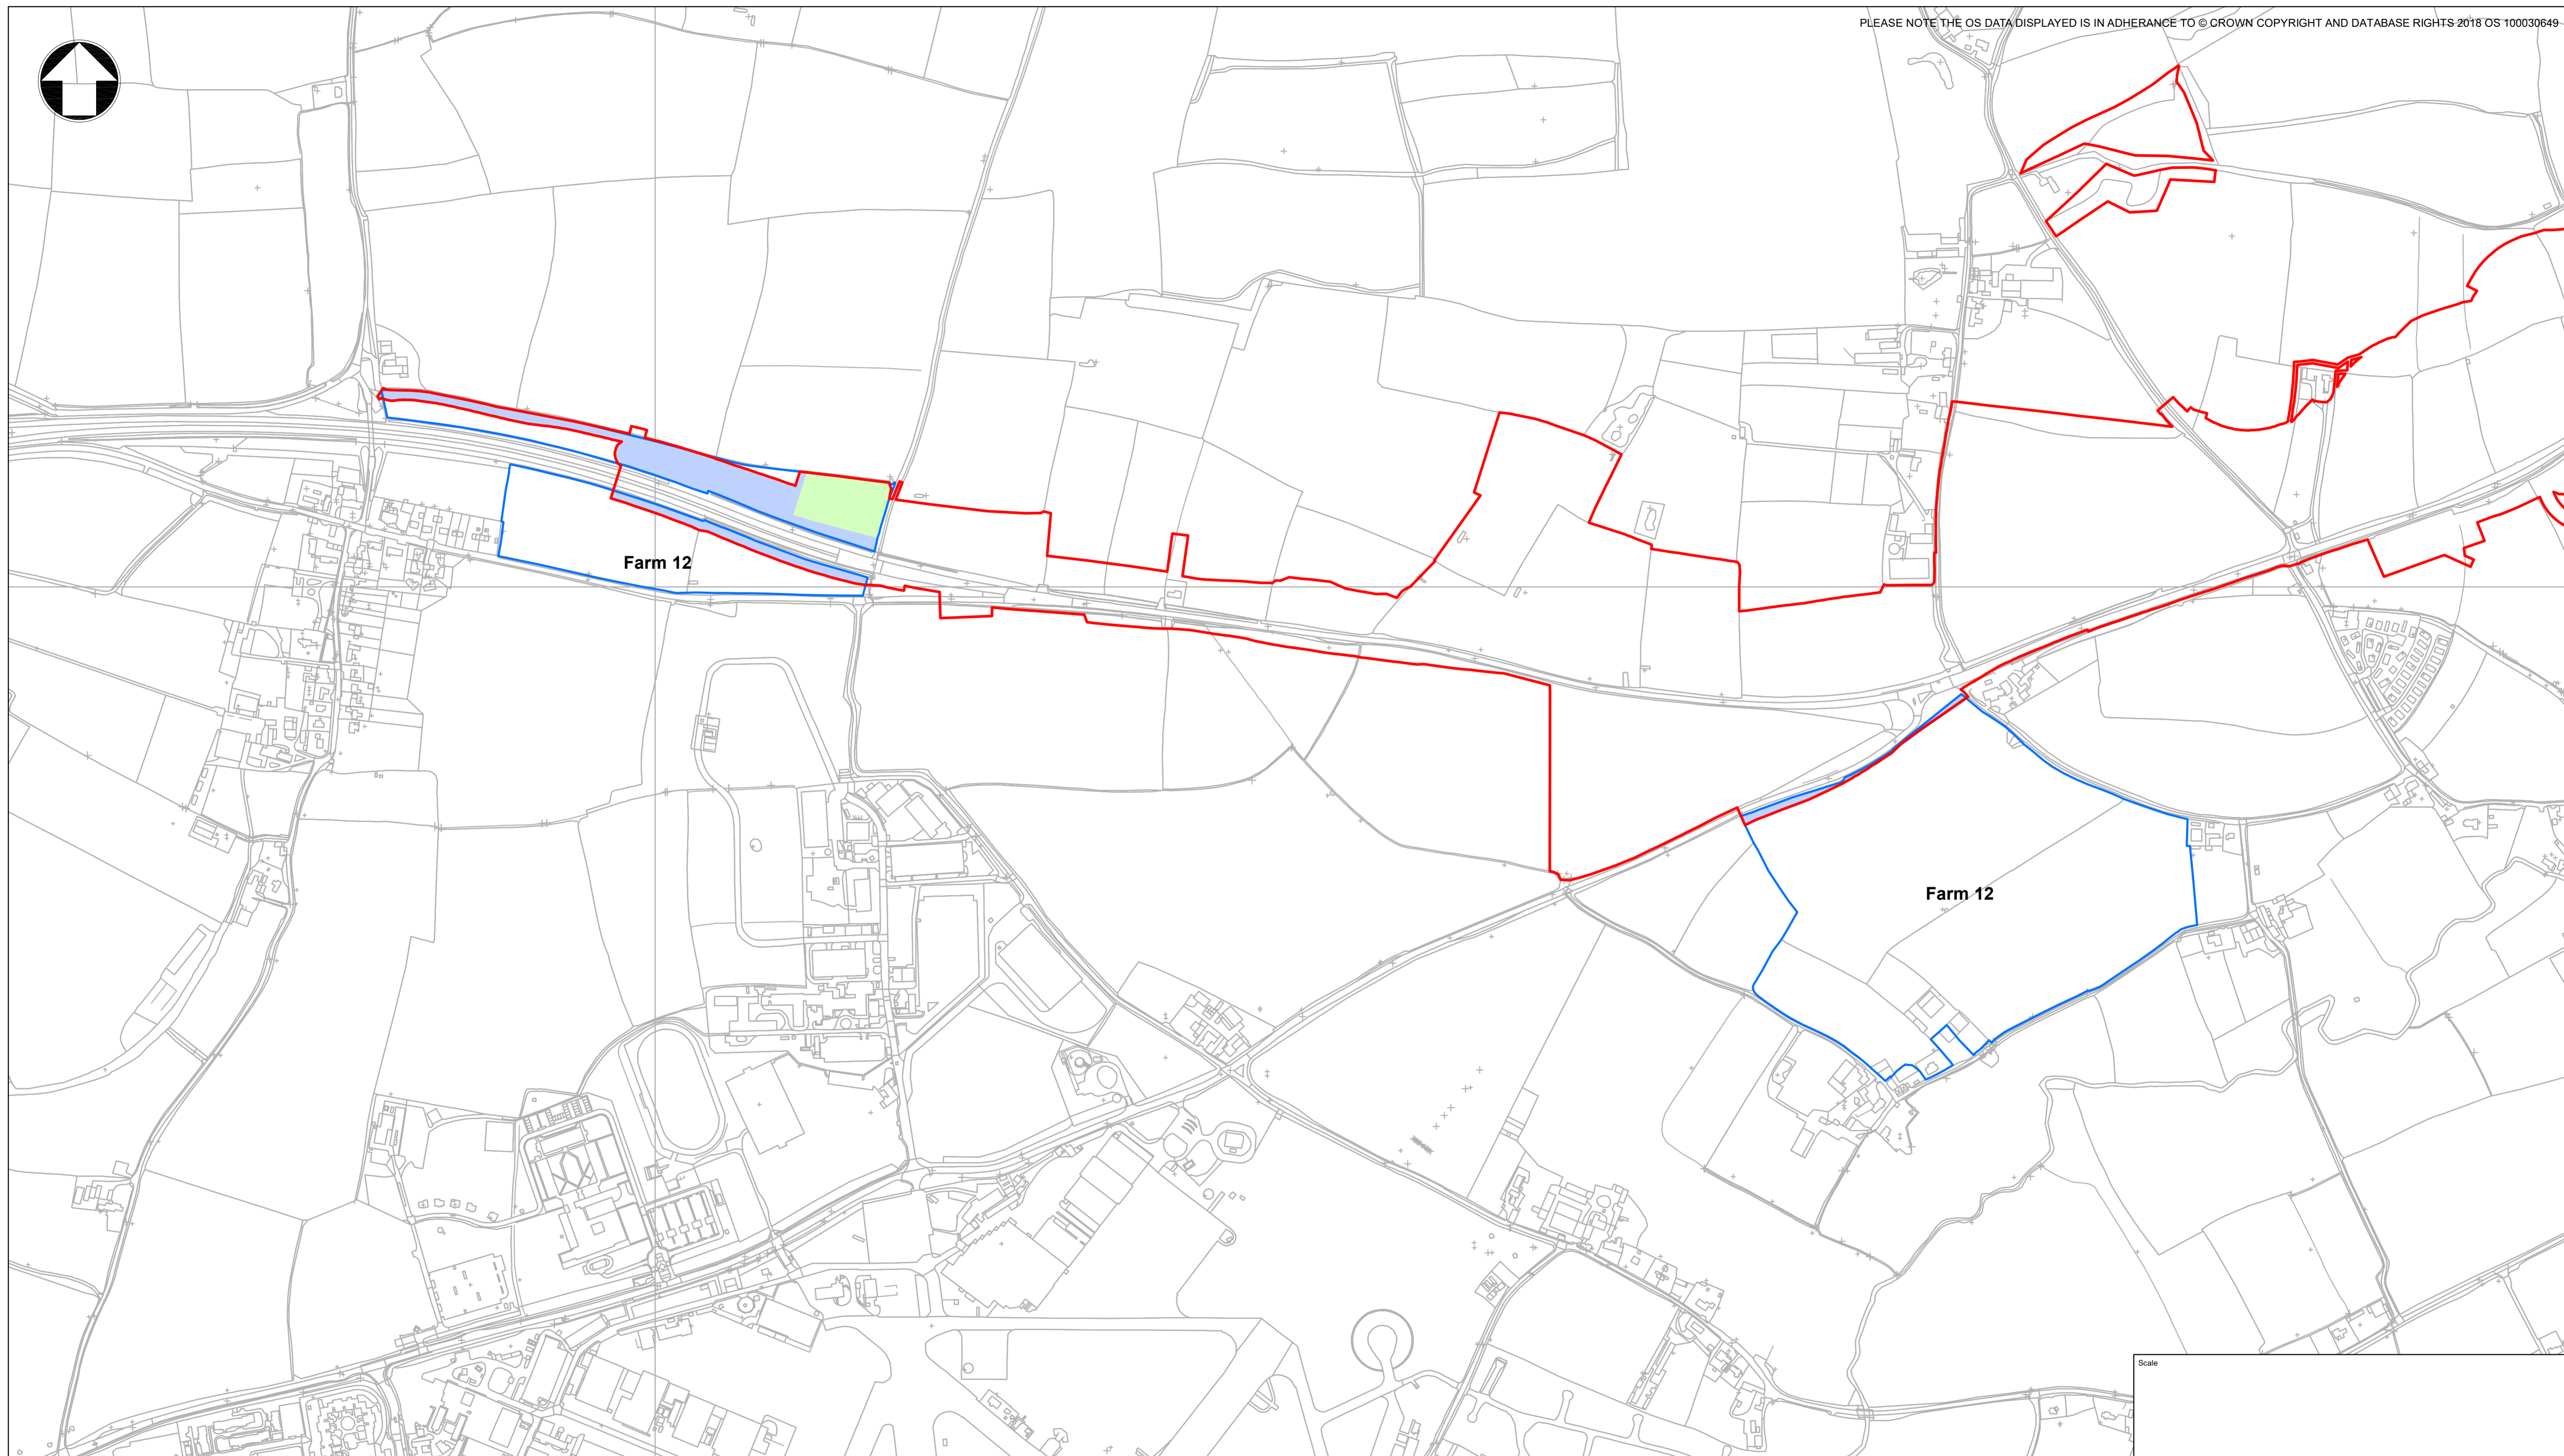 PLEASE NOTE THE OS DATA DISPLAYED IS IN ADHERANCE TO © CROWN COPYRIGHT AND DATABASE RIGHTS 2018 OS 100030649
Farm 12
Farm 12
Scale